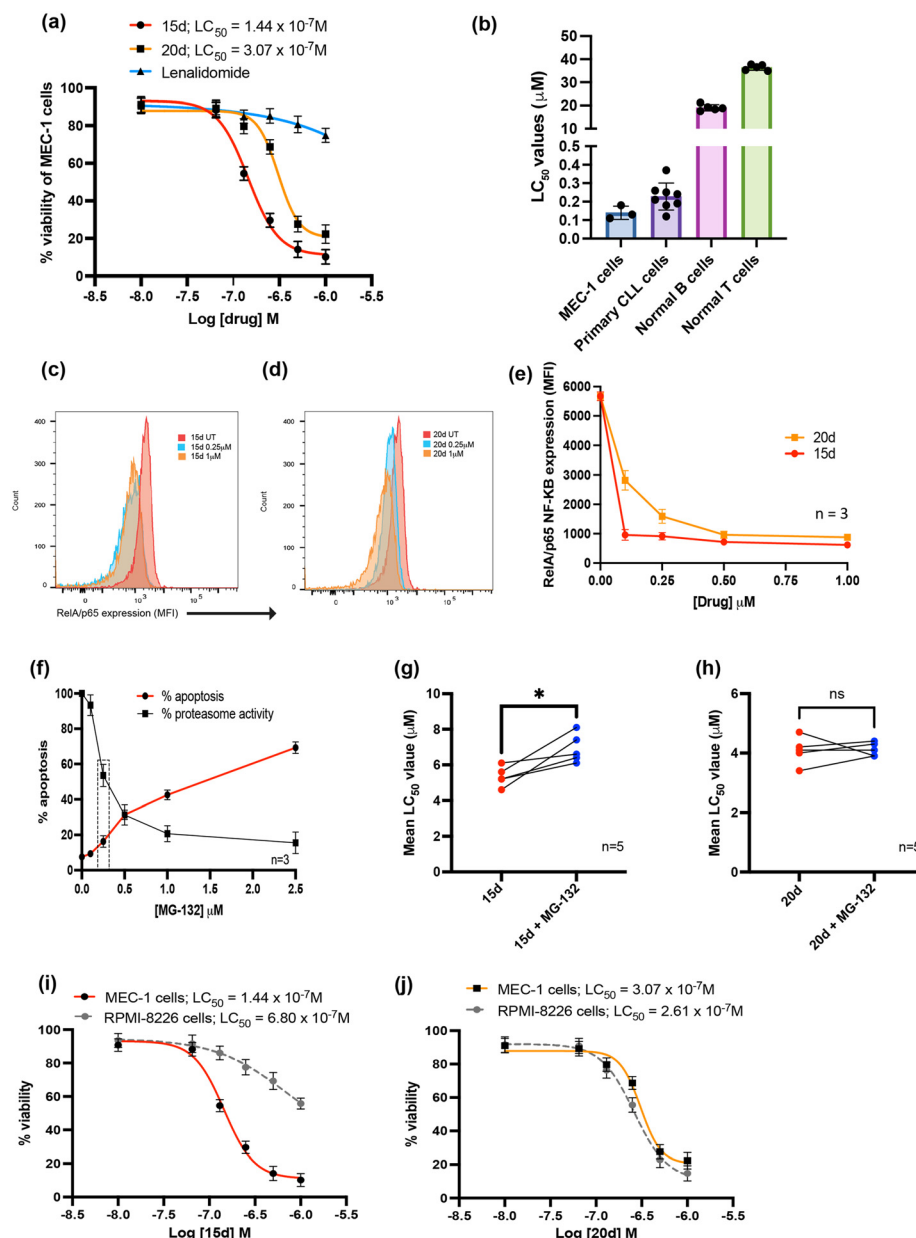 (a)
15d; LC50 = 1.44 x 10-7M
20d; LC50 = 3.07 x 10-7M
Lenalidomide
% viability of MEC-1 cells
100
80
60
40
20
0
-8.5 -8.0 -7.5 -7.0 -6.5 -6.0 -5.5
Log [drug] M
(b)
LC50 values (μM)
50
40
30
20
10
0.5
0.4
0.3
0.2
0.1
0.0
MEC-1 cells
Primary CLL cells
Normal B cells
Normal T cells
(c)
Count
400
300
200
100
0
15d UT
15d 0.25μM
15d 1μM
0 103 105
RelA/p65 expression (MFI)
(d)
Count
400
300
200
100
0
20d UT
20d 0.25μM
20d 1μM
0 103 105
(e)
RelA/p65 NF-KB expression (MFI)
6000
5000
4000
3000
2000
1000
0
20d
15d
n = 3
0.00 0.25 0.50 0.75 1.00
[Drug] μM
(f)
% apoptosis
100
80
60
40
20
0
% apoptosis
% proteasome activity
n=3
0.0 0.5 1.0 1.5 2.0 2.5
[MG-132] μM
(g)
Mean LC50 vlaue (μM)
10
8
6
4
2
0
*
n=5
15d
15d + MG-132
(h)
Mean LC50 vlaue (μM)
6
4
2
0
ns
n=5
20d
20d + MG-132
(i)
MEC-1 cells; LC50 = 1.44 x 10-7M
RPMI-8226 cells; LC50 = 6.80 x 10-7M
% viability
100
80
60
40
20
0
-8.5 -8.0 -7.5 -7.0 -6.5 -6.0 -5.5
Log [15d] M
(j)
MEC-1 cells; LC50 = 3.07 x 10-7M
RPMI-8226 cells; LC50 = 2.61 x 10-7M
% viability
100
80
60
40
20
0
-8.5 -8.0 -7.5 -7.0 -6.5 -6.0 -5.5
Log [20d] M